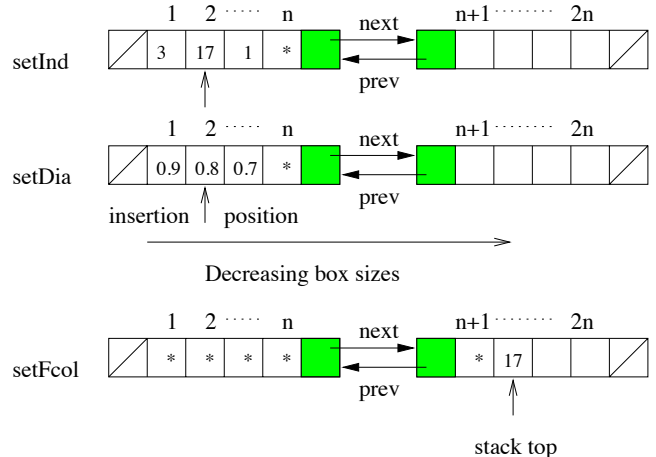 1 2 ····· n next n+1 ········ 2n
setInd 3 17 1 *
prev
1 2 ····· n next n+1 ········ 2n
setDia 0.9 0.8 0.7 *
prev
insertion position
Decreasing box sizes
1 2 ····· n next n+1 ········ 2n
setFcol * * * * * 17
prev
stack top